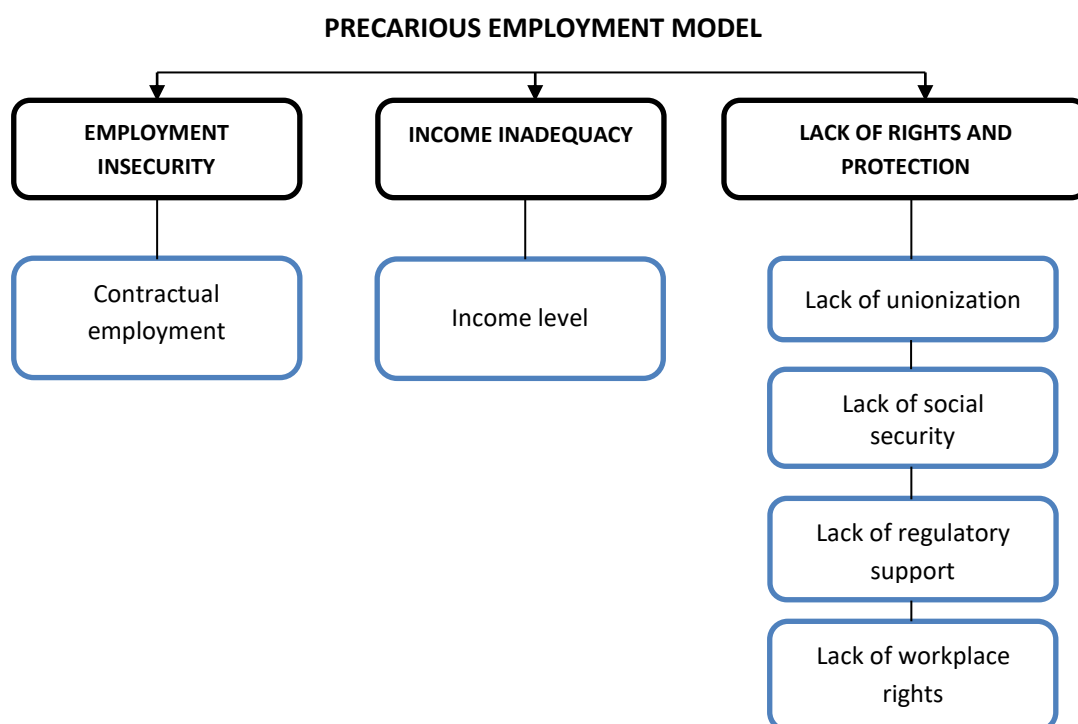 PRECARIOUS EMPLOYMENT MODEL
EMPLOYMENT
INSECURITY
INCOME INADEQUACY
LACK OF RIGHTS AND
PROTECTION
Contractual
employment
Income level
Lack of unionization
Lack of social
security
Lack of regulatory
support
Lack of workplace
rights